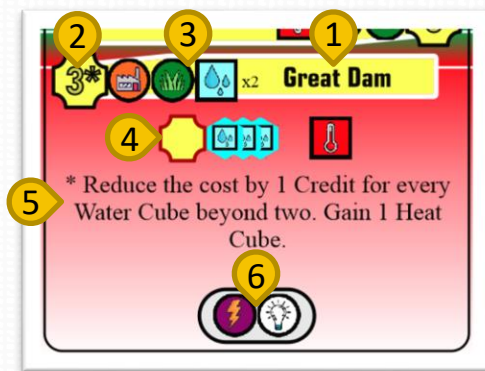 2 3 1
3* x2 Great Dam
4
* Reduce the cost by 1 Credit for every
5 Water Cube beyond two. Gain 1 Heat
Cube.
6